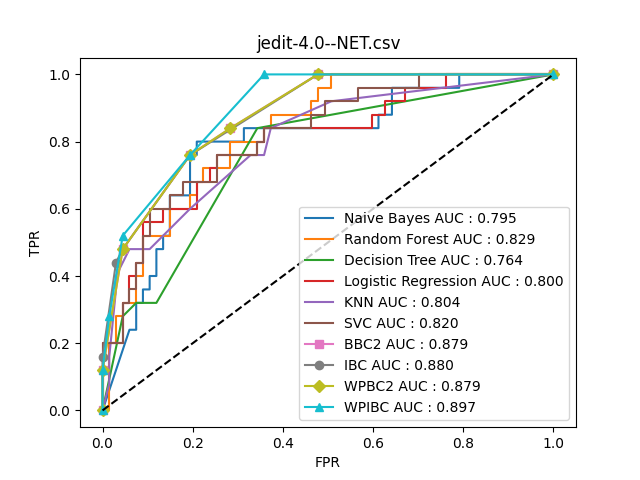 jedit-4.0--NET.csv
1.0
0.8
0.6
0.4
0.2
0.0
TPR
Naive Bayes AUC : 0.795
Random Forest AUC : 0.829
Decision Tree AUC : 0.764
Logistic Regression AUC : 0.800
KNN AUC : 0.804
SVC AUC : 0.820
BBC2 AUC : 0.879
IBC AUC : 0.880
WPBC2 AUC : 0.879
WPIBC AUC : 0.897
0.0 0.2 0.4 0.6 0.8 1.0
FPR